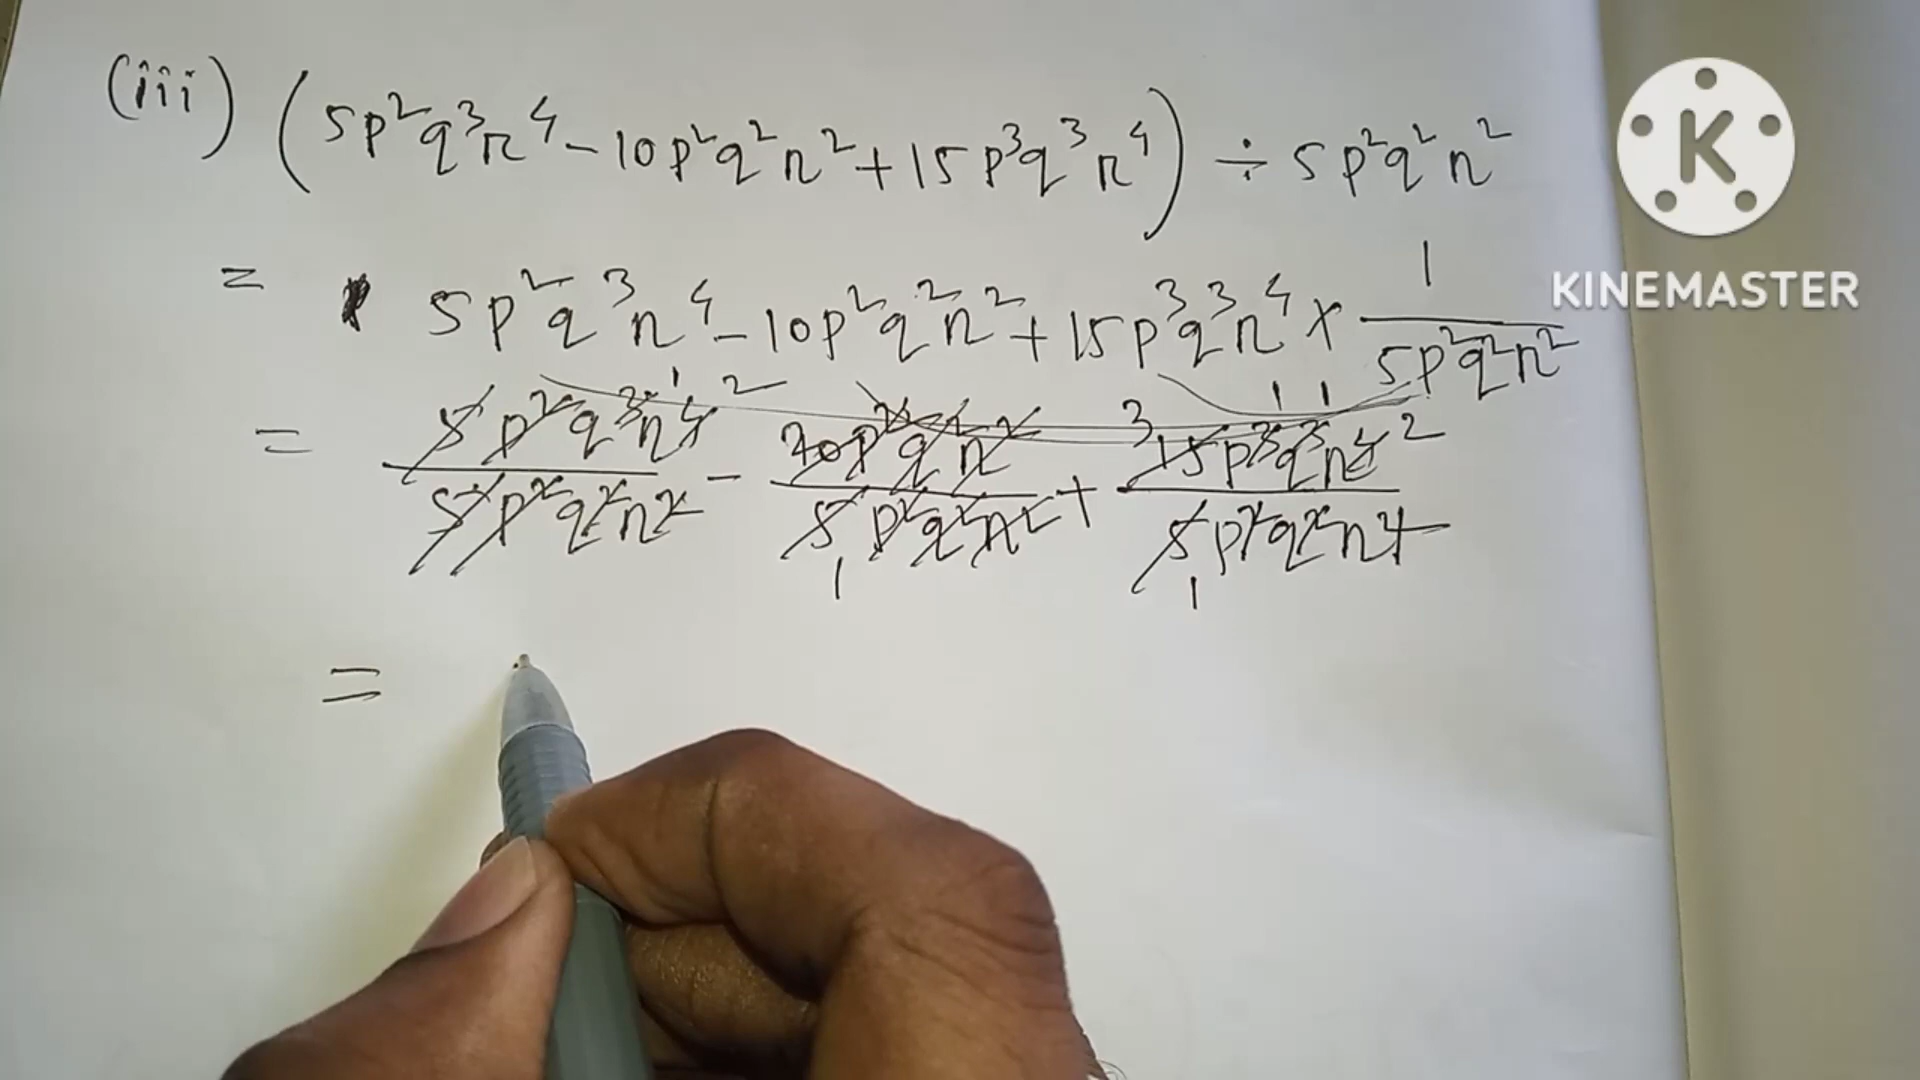 (iii) (5p²q³r⁴ - 10p²q²r² + 15p³q³r⁴) ÷ 5p²q²r²
= 5p²q³r⁴ - 10p²q²r² + 15p³q³r⁴ × 1/5p²q²r²
= 5p²q³r⁴/5p²q²r² - 10p²q²r²/5p²q²r² + 15p³q³r⁴/5p²q²r²
=
K
KINEMASTER